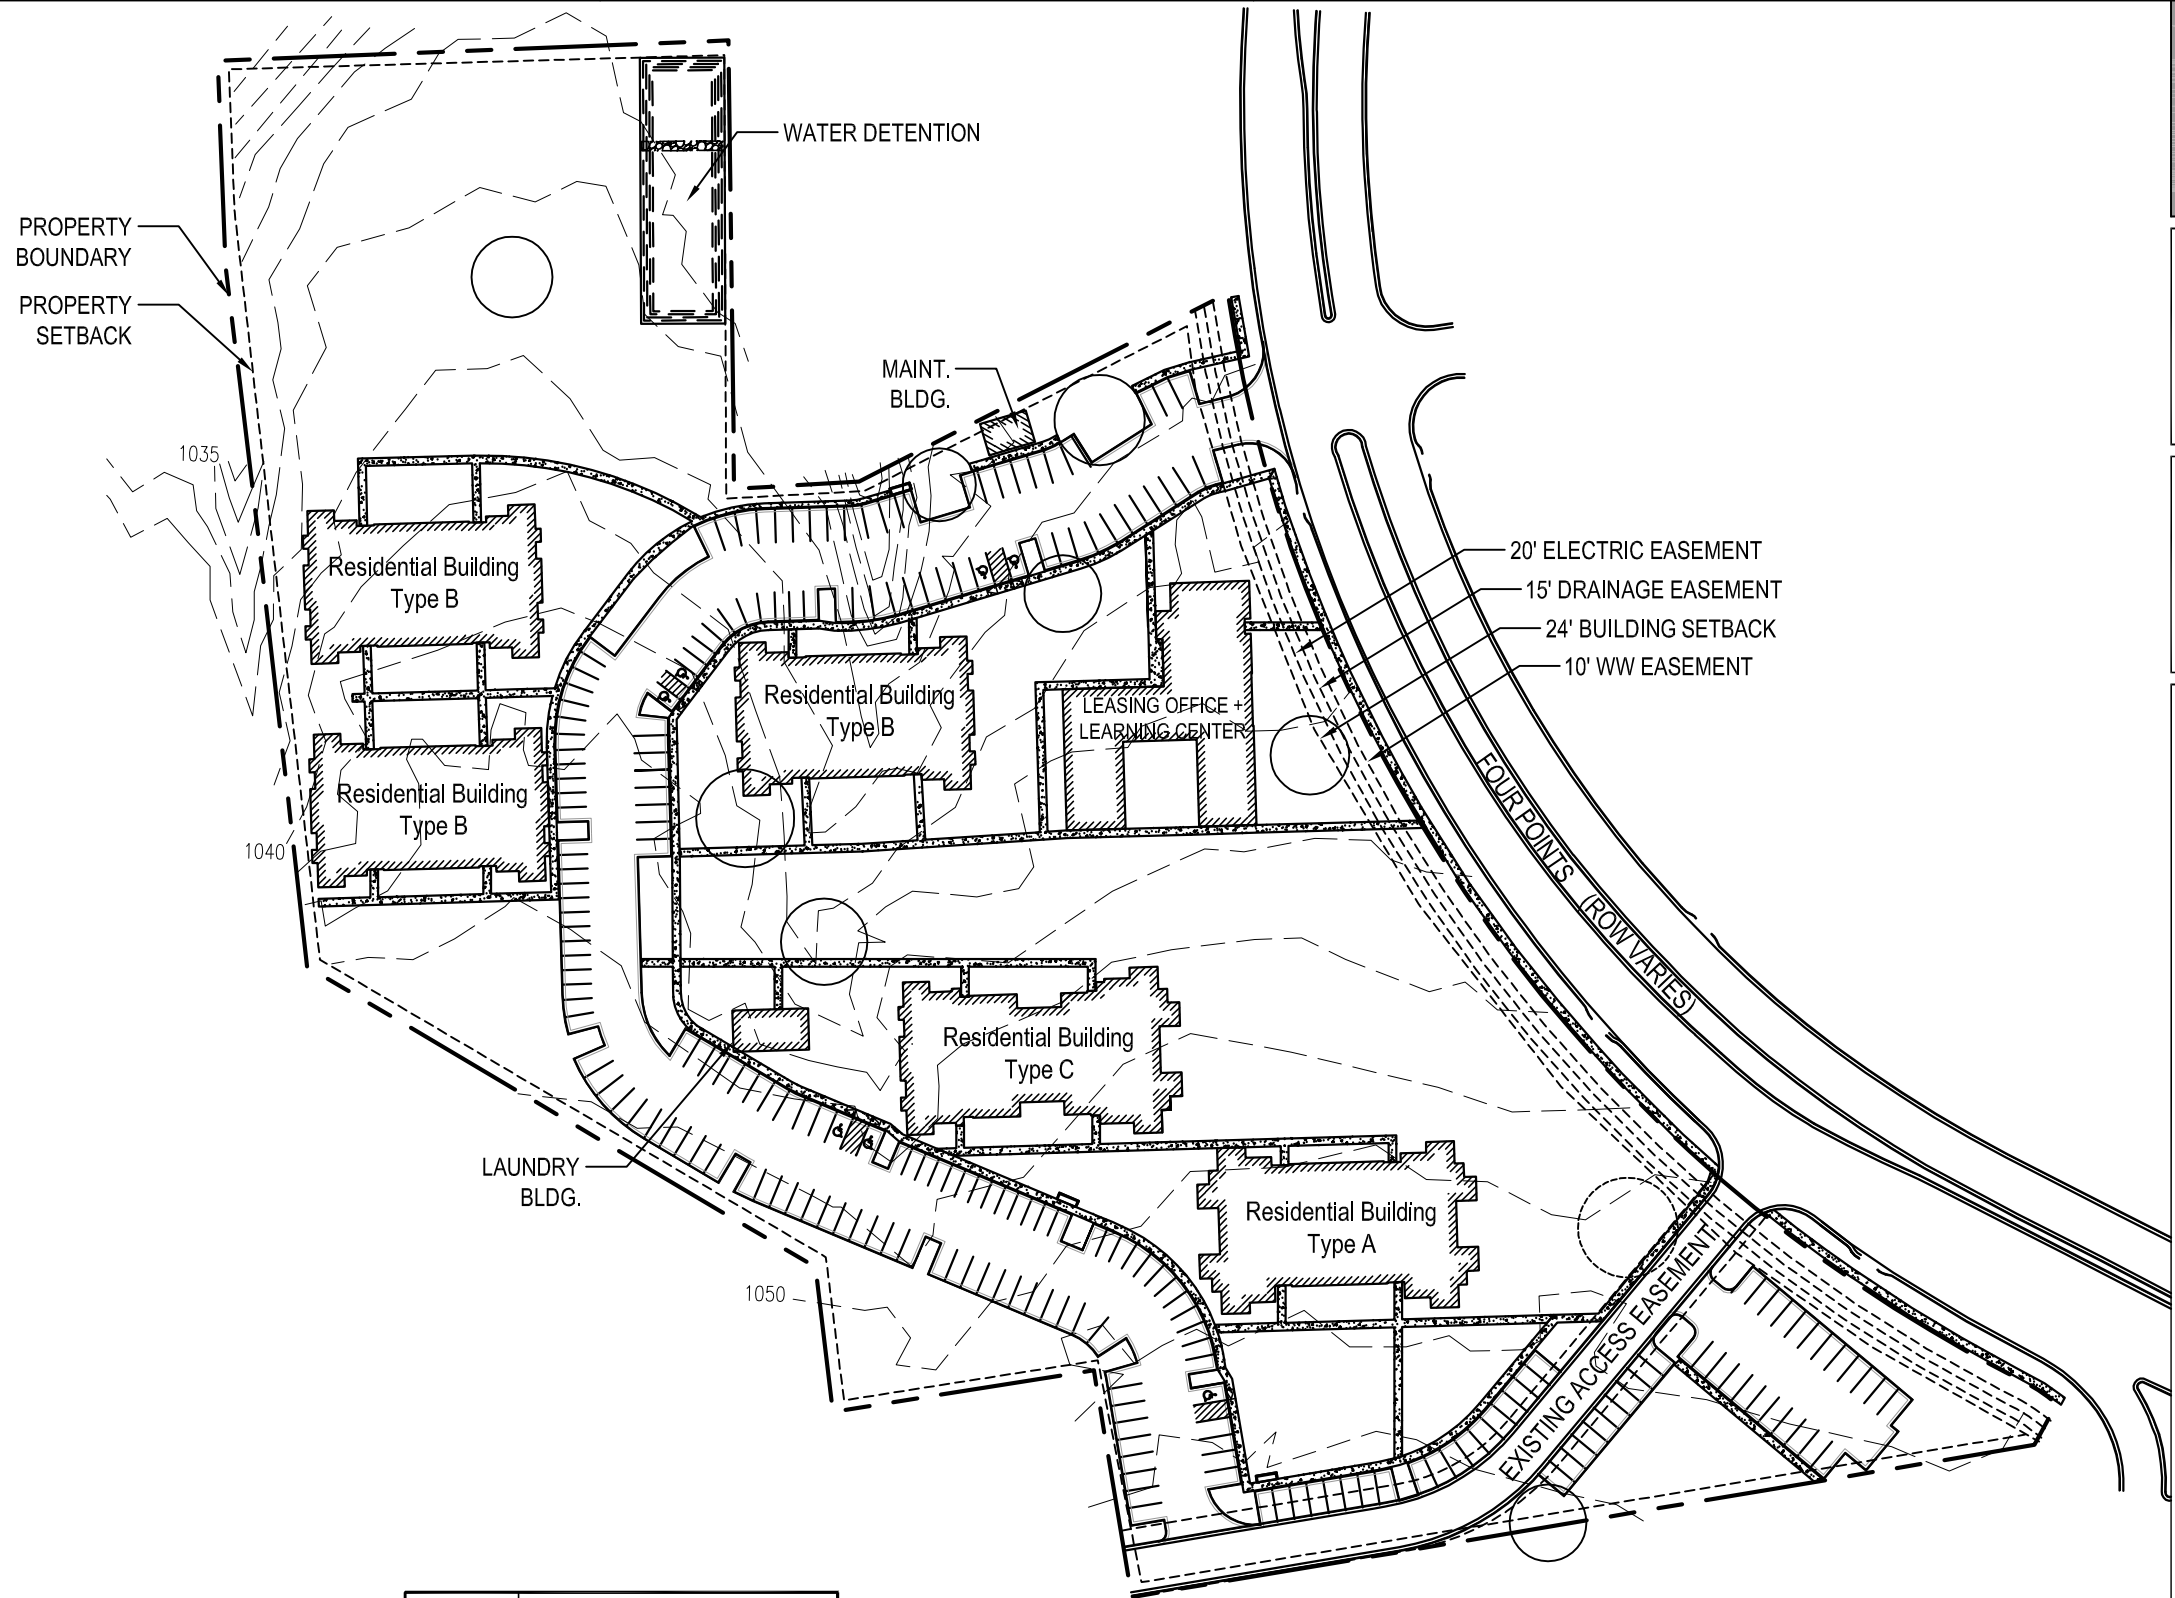 WATER DETENTION
PROPERTY
BOUNDARY
PROPERTY
SETBACK
MAINT.
BLDG.
1035
Residential Building
Type B
20' ELECTRIC EASEMENT
15' DRAINAGE EASEMENT
24' BUILDING SETBACK
10' WW EASEMENT
Residential Building
Type B
LEASING OFFICE +
LEARNING CENTER
Residential Building
Type B
1040
FOUR POINTS (ROW VARIES)
Residential Building
Type C
LAUNDRY
BLDG.
Residential Building
Type A
1050
EXISTING ACCESS EASEMENT